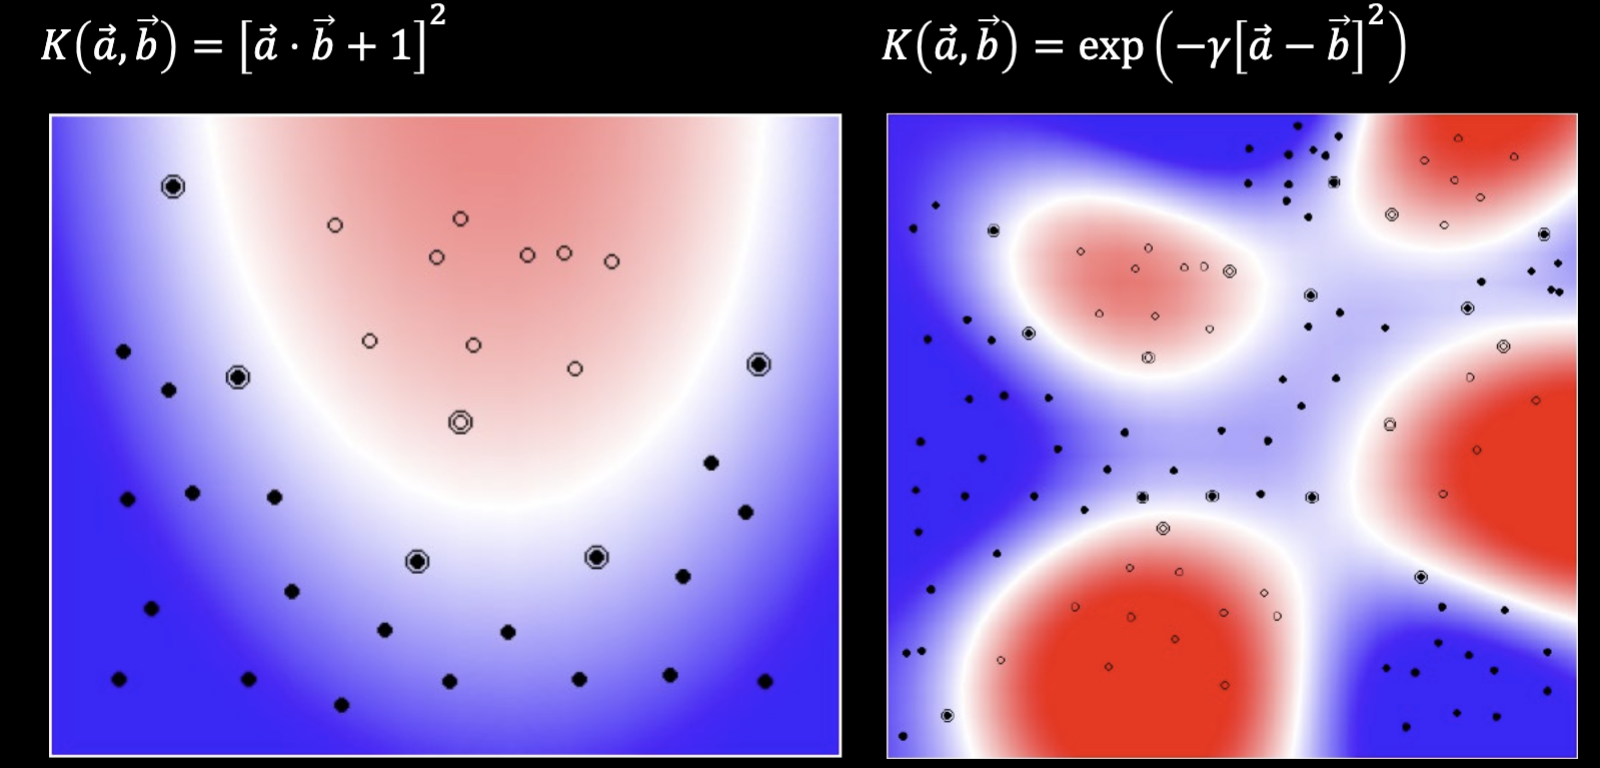 K(a⃗, b⃗) = [a⃗ · b⃗ + 1]²
K(a⃗, b⃗) = exp(−γ[a⃗ − b⃗]²)